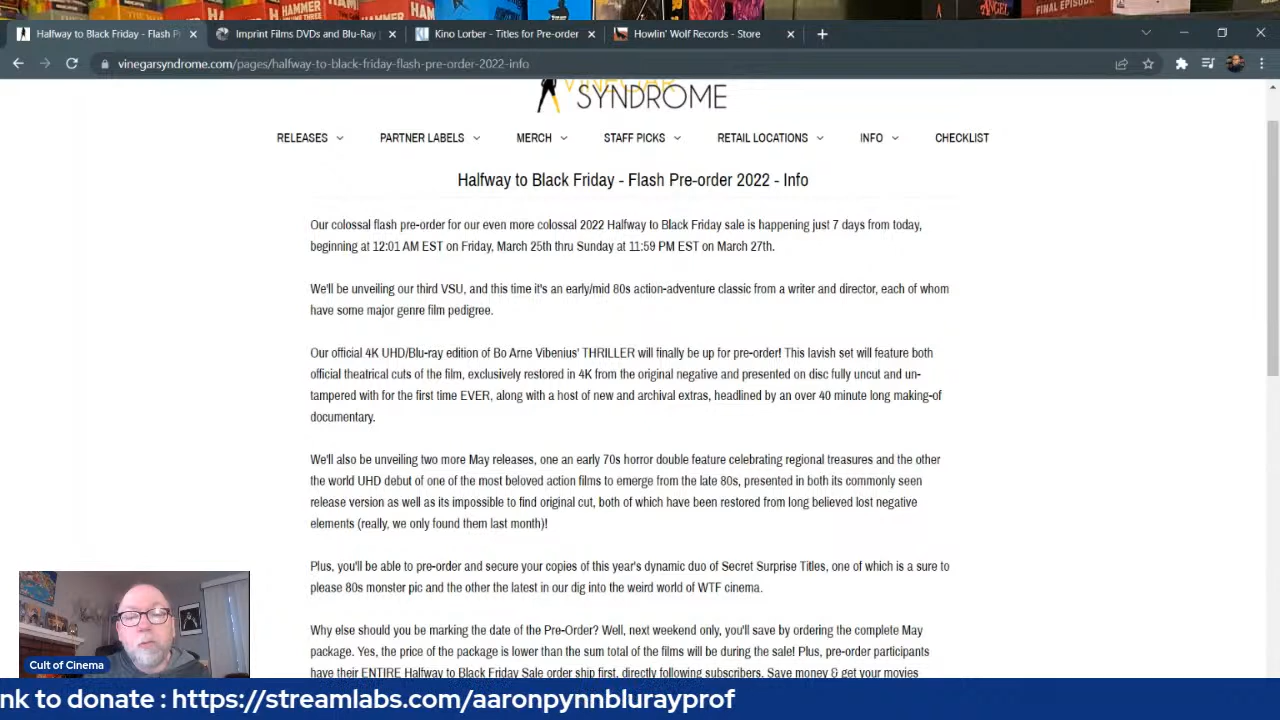 HAMMER
HAMMER
HAMMER
ANGEL
FINAL EPISODE
Halfway to Black Friday - Flash P
Imprint Films DVDs and Blu-Ray
Kino Lorber - Titles for Pre-order
Howlin' Wolf Records - Store
vinegarsyndrome.com/pages/halfway-to-black-friday-flash-pre-order-2022-info
VINEGAR
SYNDROME
RELEASES PARTNER LABELS MERCH STAFF PICKS RETAIL LOCATIONS INFO CHECKLIST
Halfway to Black Friday - Flash Pre-order 2022 - Info
Our colossal flash pre-order for our even more colossal 2022 Halfway to Black Friday sale is happening just 7 days from today,
beginning at 12:01 AM EST on Friday, March 25th thru Sunday at 11:59 PM EST on March 27th.
We'll be unveiling our third VSU, and this time it's an early/mid 80s action-adventure classic from a writer and director, each of whom
have some major genre film pedigree.
Our official 4K UHD/Blu-ray edition of Bo Arne Vibenius' THRILLER will finally be up for pre-order! This lavish set will feature both
official theatrical cuts of the film, exclusively restored in 4K from the original negative and presented on disc fully uncut and un-
tampered with for the first time EVER, along with a host of new and archival extras, headlined by an over 40 minute long making-of
documentary.
We'll also be unveiling two more May releases, one an early 70s horror double feature celebrating regional treasures and the other
the world UHD debut of one of the most beloved action films to emerge from the late 80s, presented in both its commonly seen
release version as well as its impossible to find original cut, both of which have been restored from long believed lost negative
elements (really, we only found them last month)!
Plus, you'll be able to pre-order and secure your copies of this year's dynamic duo of Secret Surprise Titles, one of which is a sure to
please 80s monster pic and the other the latest in our dig into the weird world of WTF cinema.
Why else should you be marking the date of the Pre-Order? Well, next weekend only, you'll save by ordering the complete May
package. Yes, the price of the package is lower than the sum total of the films will be during the sale! Plus, pre-order participants
have their ENTIRE Halfway to Black Friday Sale order ship first, directly following subscribers. Save money & get your movies
Cult of Cinema
nk to donate : https://streamlabs.com/aaronpynnblurayprof